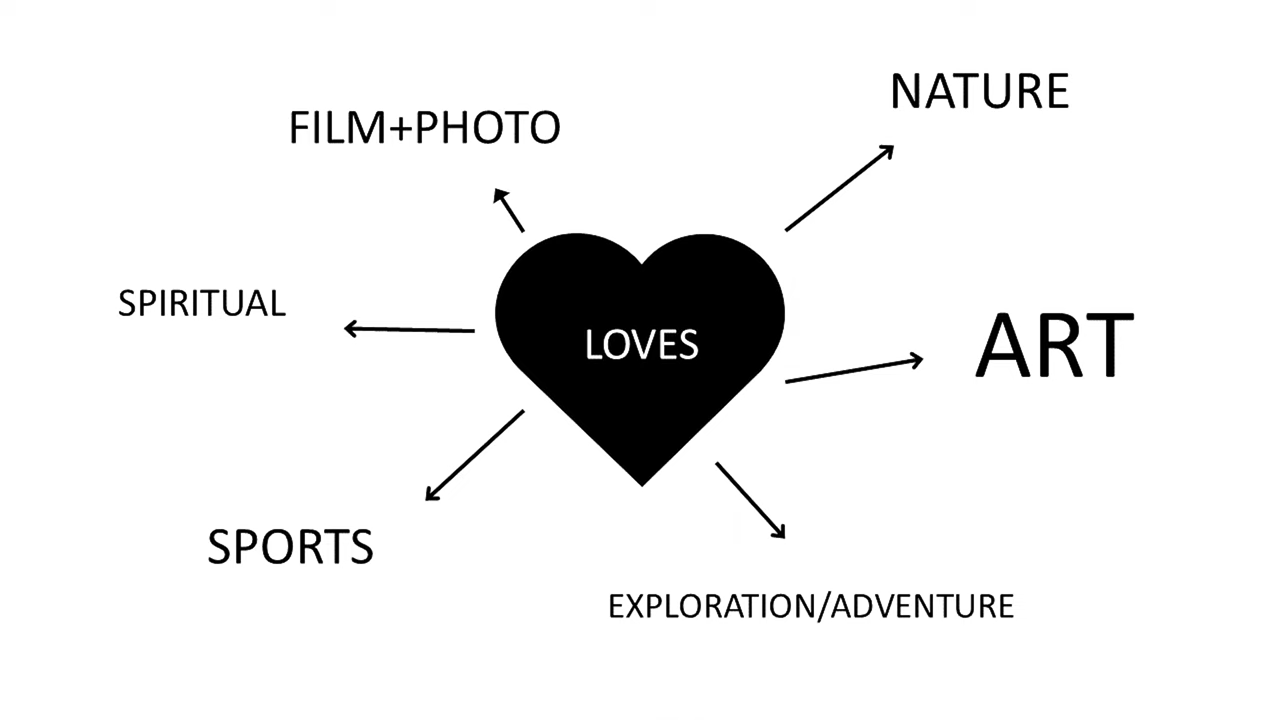 NATURE
FILM+PHOTO
SPIRITUAL
LOVES
ART
SPORTS
EXPLORATION/ADVENTURE